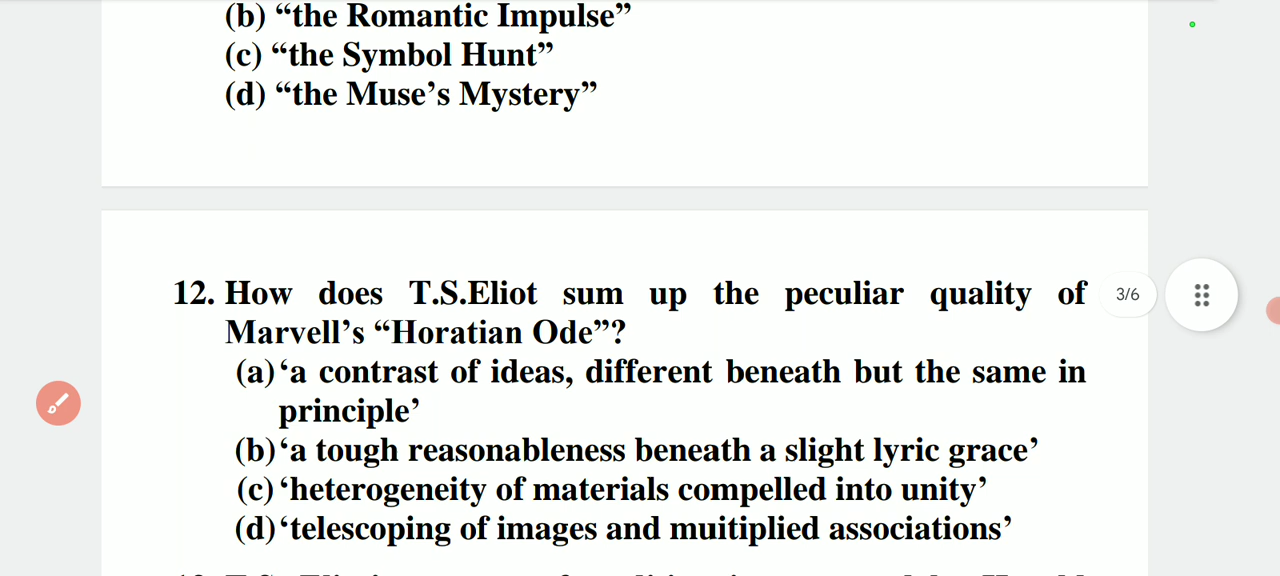 (b) “the Romantic Impulse”
(c) “the Symbol Hunt”
(d) “the Muse’s Mystery”
12. How does T.S.Eliot sum up the peculiar quality of
Marvell’s “Horatian Ode”?
(a) ‘a contrast of ideas, different beneath but the same in
principle’
(b) ‘a tough reasonableness beneath a slight lyric grace’
(c) ‘heterogeneity of materials compelled into unity’
(d) ‘telescoping of images and muitiplied associations’
3/6